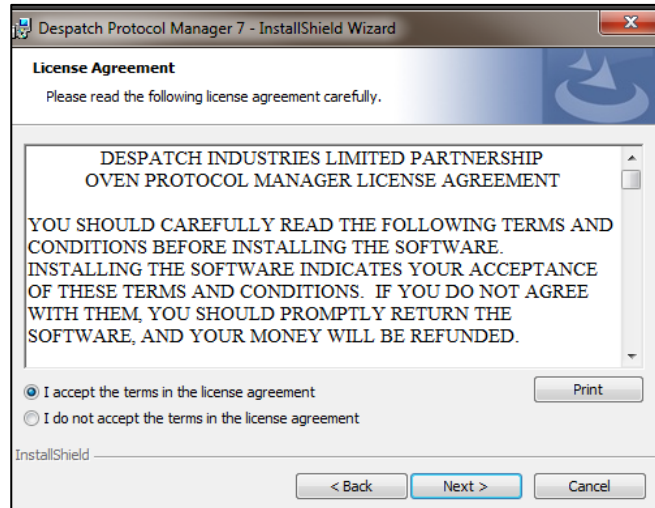 Despatch Protocol Manager 7 - InstallShield Wizard
License Agreement
Please read the following license agreement carefully.
DESPATCH INDUSTRIES LIMITED PARTNERSHIP
OVEN PROTOCOL MANAGER LICENSE AGREEMENT
YOU SHOULD CAREFULLY READ THE FOLLOWING TERMS AND
CONDITIONS BEFORE INSTALLING THE SOFTWARE.
INSTALLING THE SOFTWARE INDICATES YOUR ACCEPTANCE
OF THESE TERMS AND CONDITIONS. IF YOU DO NOT AGREE
WITH THEM, YOU SHOULD PROMPTLY RETURN THE
SOFTWARE, AND YOUR MONEY WILL BE REFUNDED.
I accept the terms in the license agreement
Print
I do not accept the terms in the license agreement
InstallShield
< Back Next > Cancel